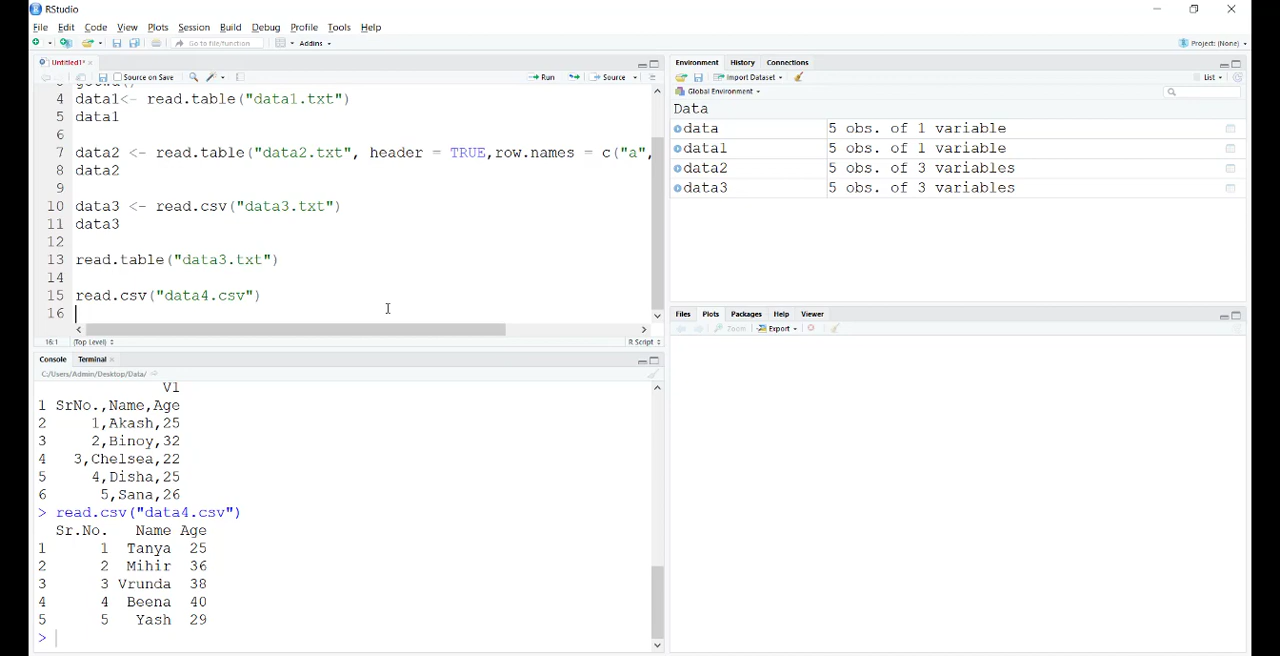 RStudio
File Edit Code View Plots Session Build Debug Profile Tools Help
Go to file/function Addins Project: (None)
Untitled1*
Source on Save Run Source
4 data1<- read.table("data1.txt")
5 data1
6
7 data2 <- read.table("data2.txt", header = TRUE,row.names = c("a",
8 data2
9
10 data3 <- read.csv("data3.txt")
11 data3
12
13 read.table("data3.txt")
14
15 read.csv("data4.csv")
16
16:1 (Top Level) R Script
Console Terminal
C:/Users/Admin/Desktop/Data/
V1
1 SrNo.,Name,Age
2 1,Akash,25
3 2,Binoy,32
4 3,Chelsea,22
5 4,Disha,25
6 5,Sana,26
> read.csv("data4.csv")
Sr.No. Name Age
1 1 Tanya 25
2 2 Mihir 36
3 3 Vrunda 38
4 4 Beena 40
5 5 Yash 29
>
Environment History Connections
Import Dataset List
Global Environment
Data
data 5 obs. of 1 variable
data1 5 obs. of 1 variable
data2 5 obs. of 3 variables
data3 5 obs. of 3 variables
Files Plots Packages Help Viewer
Zoom Export